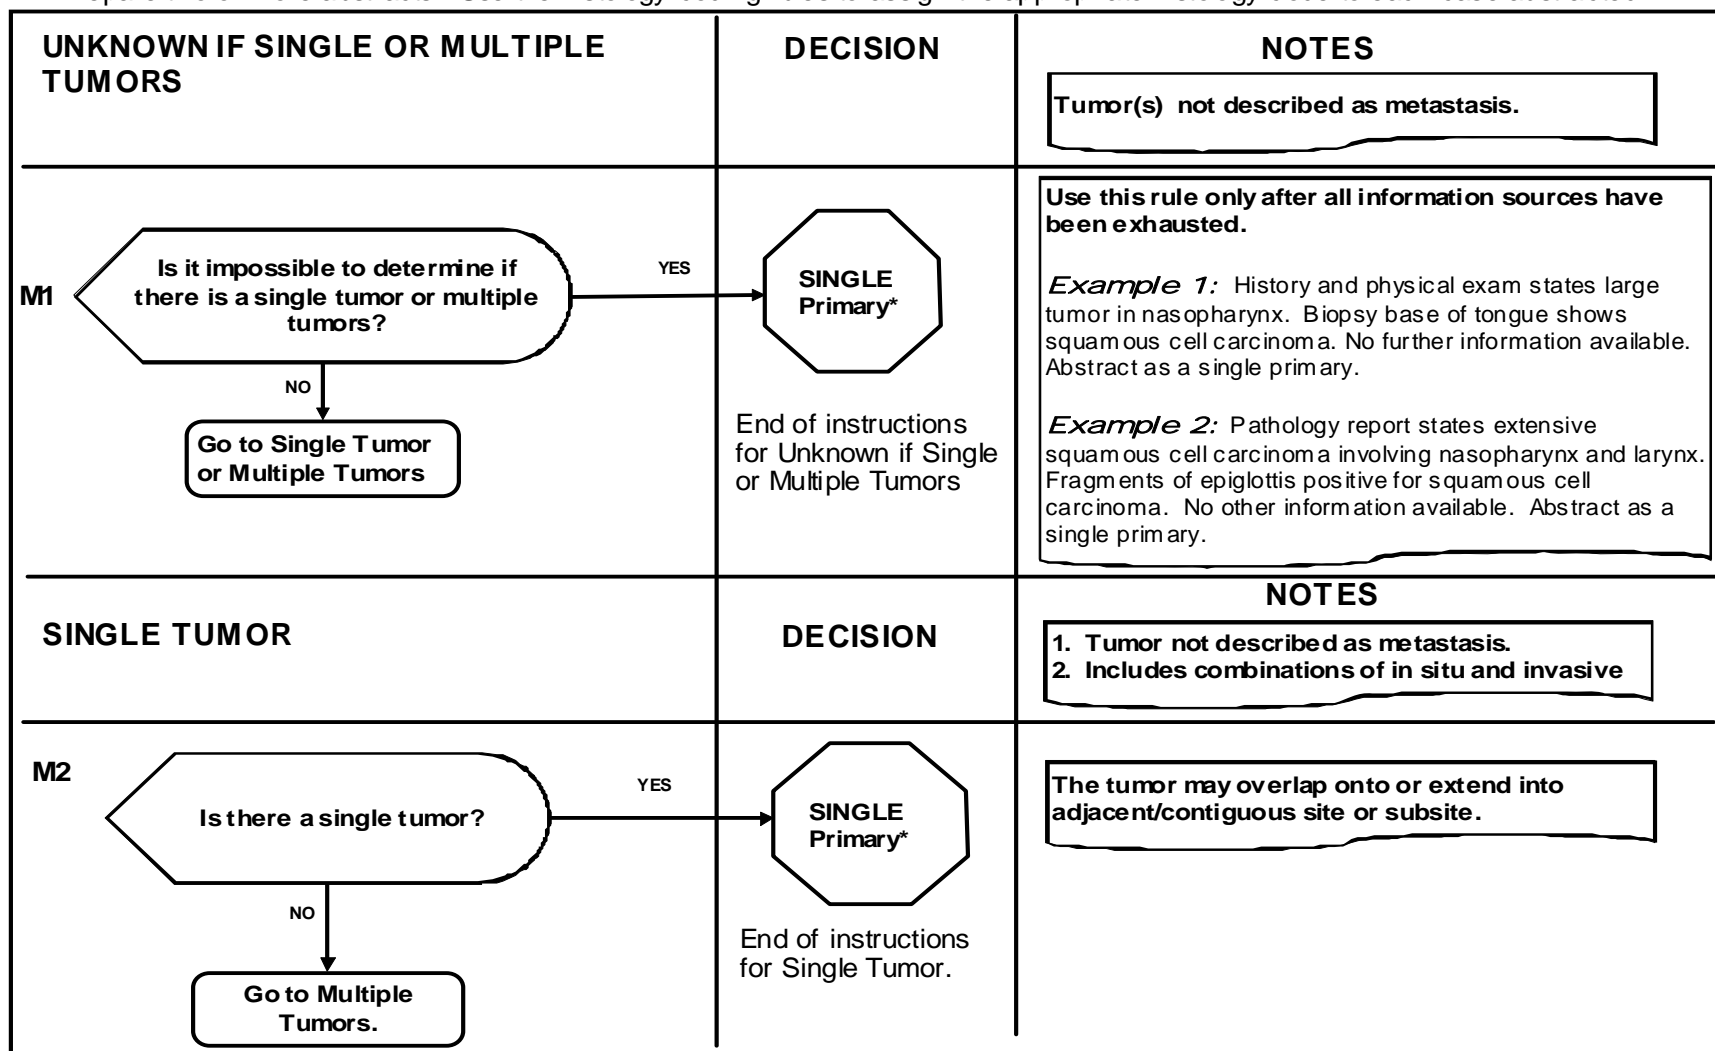 UNKNOWN IF SINGLE OR MULTIPLE
TUMORS
DECISION
NOTES
Tumor(s) not described as metastasis.
M1
Is it impossible to determine if
there is a single tumor or multiple
tumors?
YES
NO
Go to Single Tumor
or Multiple Tumors
SINGLE
Primary*
End of instructions
for Unknown if Single
or Multiple Tumors
Use this rule only after all information sources have
been exhausted.
Example 1: History and physical exam states large
tumor in nasopharynx. Biopsy base of tongue shows
squamous cell carcinoma. No further information available.
Abstract as a single primary.
Example 2: Pathology report states extensive
squamous cell carcinoma involving nasopharynx and larynx.
Fragments of epiglottis positive for squamous cell
carcinoma. No other information available. Abstract as a
single primary.
SINGLE TUMOR
DECISION
NOTES
1. Tumor not described as metastasis.
2. Includes combinations of in situ and invasive
M2
Is there a single tumor?
YES
NO
Go to Multiple
Tumors.
SINGLE
Primary*
End of instructions
for Single Tumor.
The tumor may overlap onto or extend into
adjacent/contiguous site or subsite.